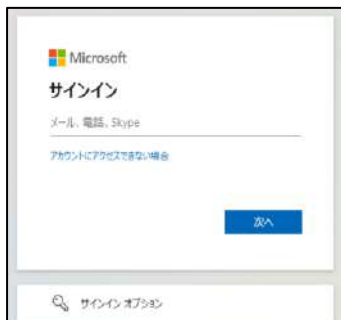 Microsoft
サインイン
メール、電話、Skype
アカウントにアクセスできない場合
次へ
サインイン オプション